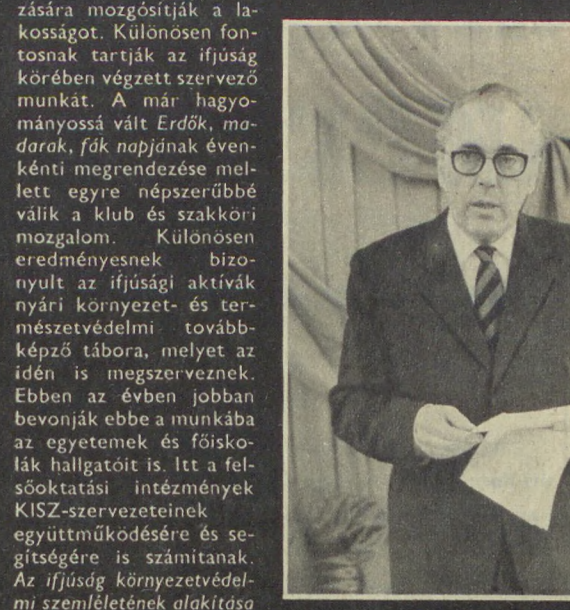 zására mozgósítják a la-
kosságot. Különösen fon-
tosnak tartják az ifjúság
körében végzett szervező
munkát. A már hagyo-
mányossá vált Erdők, ma-
darak, fák napjának éven-
kénti megrendezése mel-
lett egyre népszerűbbé
válik a klub és szakköri
mozgalom. Különösen
eredményesnek bizo-
nyult az ifjúsági aktívák
nyári környezet- és ter-
mészetvédelmi tovább-
képző tábora, melyet az
idén is megszerveznek.
Ebben az évben jobban
bevonják ebbe a munkába
az egyetemek és főisko-
lák hallgatóit is. Itt a fel-
sőoktatási intézmények
KISZ-szervezeteinek
együttműködésére és se-
gítségére is számítanak.
Az ifjúság környezetvédel-
mi szemléletének alakítása